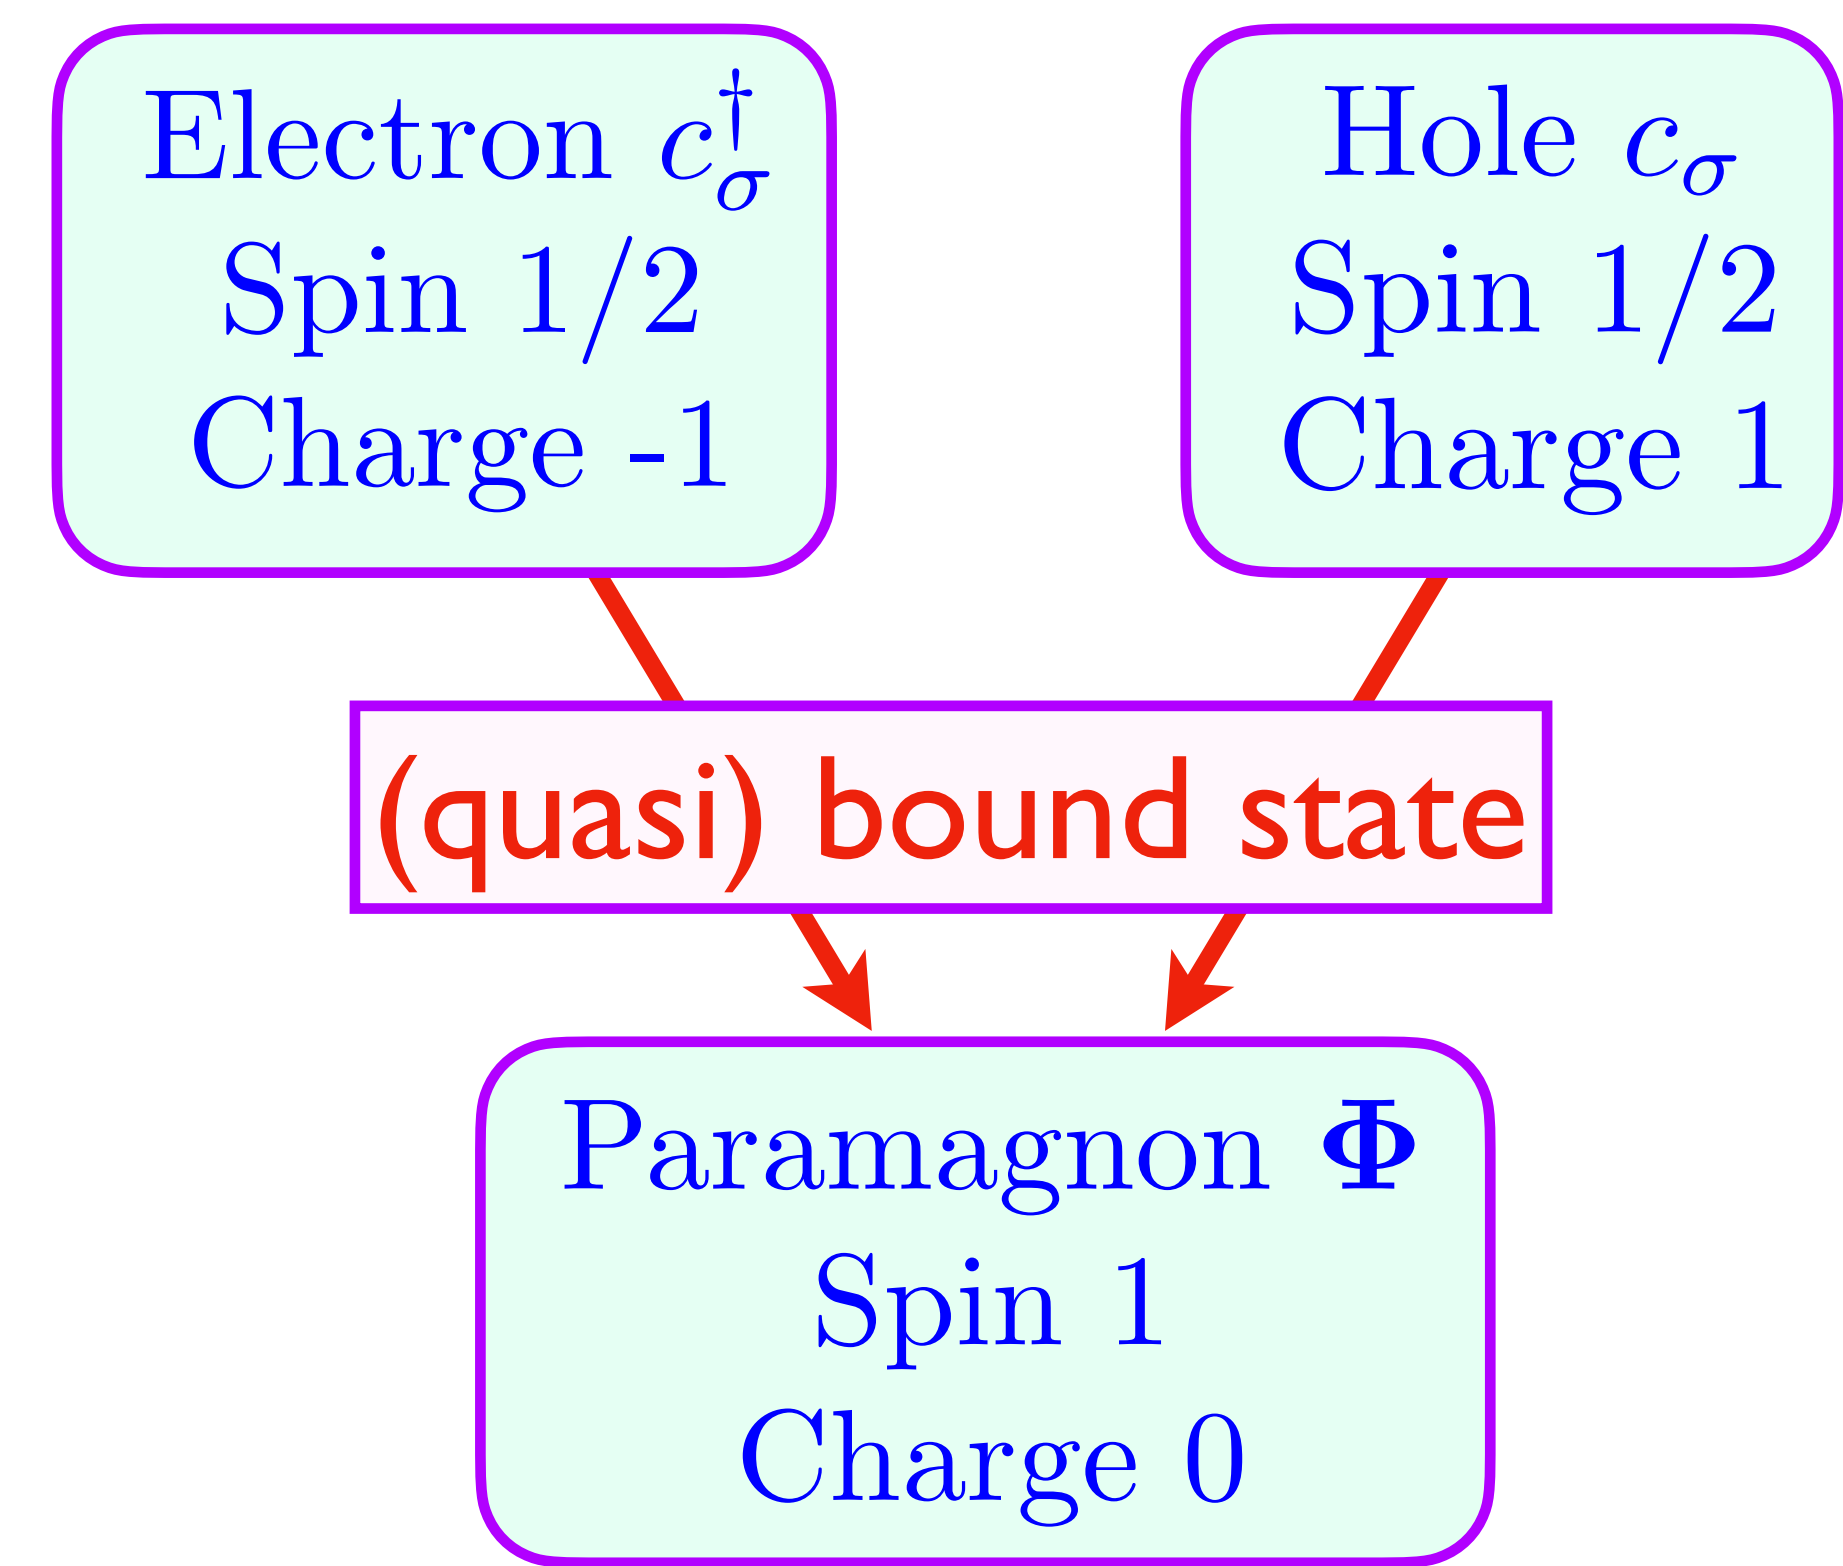 Electron $c^{\dagger}_{\sigma}$
Spin 1/2
Charge -1
Hole $c_{\sigma}$
Spin 1/2
Charge 1
(quasi) bound state
Paramagnon $\mathbf{\Phi}$
Spin 1
Charge 0